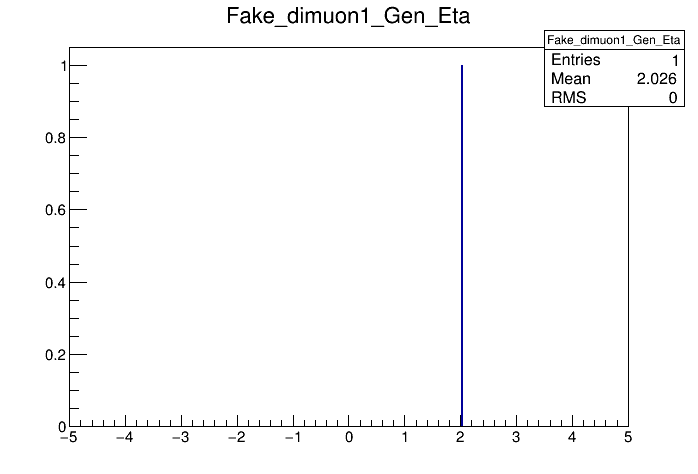 Fake_dimuon1_Gen_Eta
Fake_dimuon1_Gen_Eta
Entries 1
Mean 2.026
RMS 0
1
0.8
0.6
0.4
0.2
0
−5 −4 −3 −2 −1 0 1 2 3 4 5